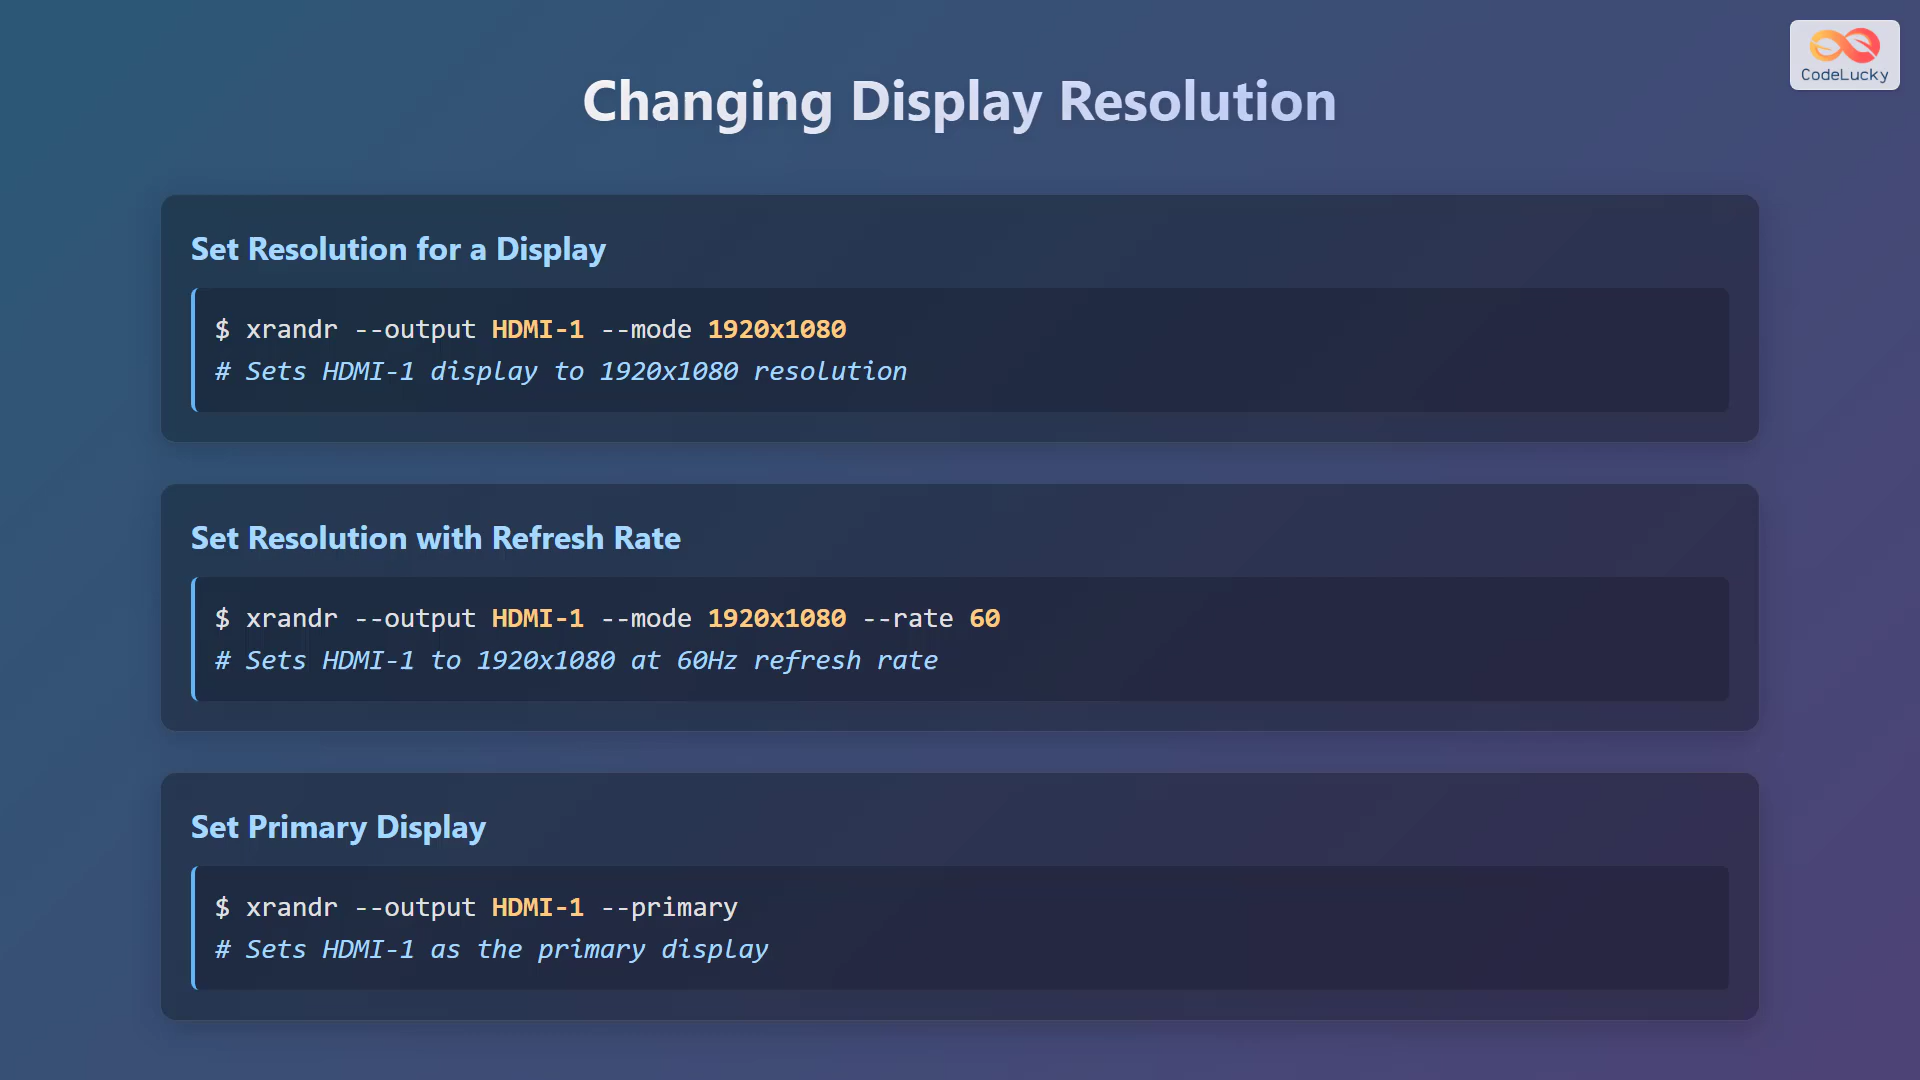 CodeLucky
Changing Display Resolution
Set Resolution for a Display
$ xrandr --output HDMI-1 --mode 1920x1080
# Sets HDMI-1 display to 1920x1080 resolution
Set Resolution with Refresh Rate
$ xrandr --output HDMI-1 --mode 1920x1080 --rate 60
# Sets HDMI-1 to 1920x1080 at 60Hz refresh rate
Set Primary Display
$ xrandr --output HDMI-1 --primary
# Sets HDMI-1 as the primary display